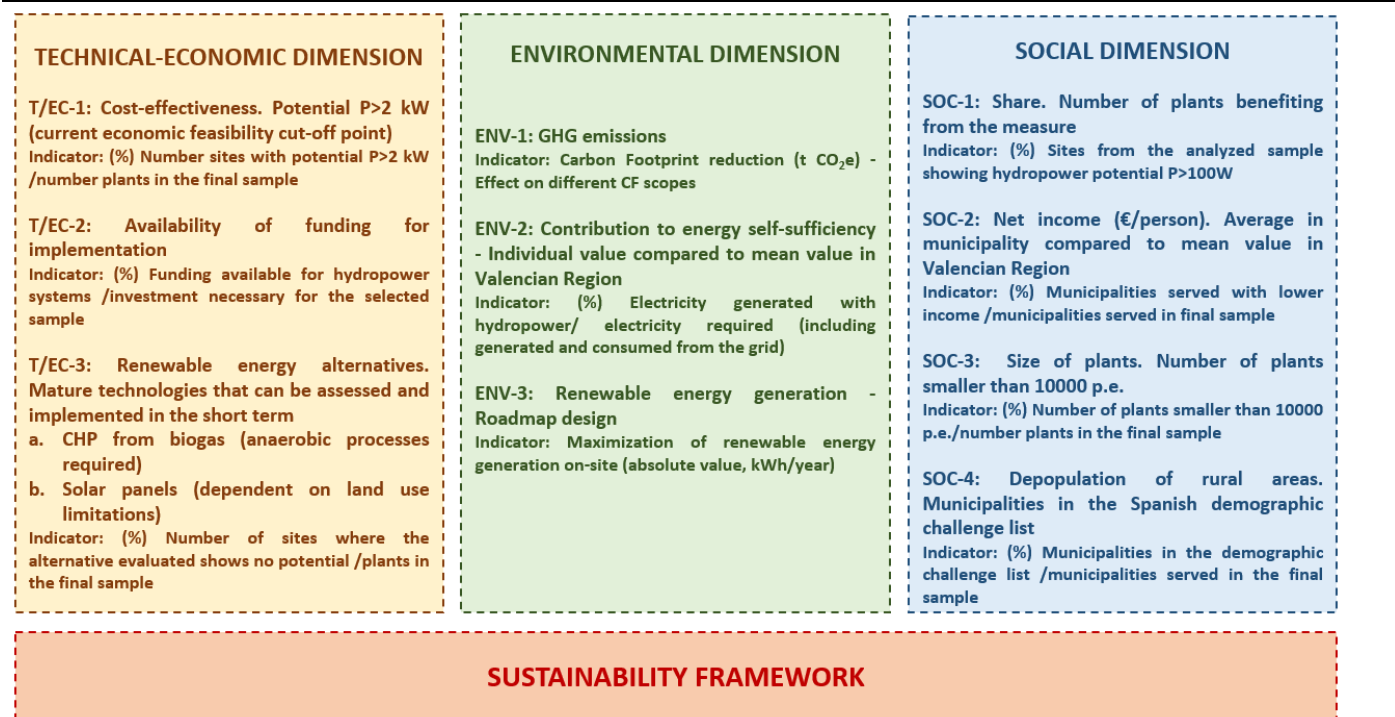 TECHNICAL-ECONOMIC DIMENSION
T/EC-1: Cost-effectiveness. Potential P>2 kW
(current economic feasibility cut-off point)
Indicator: (%) Number sites with potential P>2 kW
/number plants in the final sample
T/EC-2: Availability of funding for
implementation
Indicator: (%) Funding available for hydropower
systems /investment necessary for the selected
sample
T/EC-3: Renewable energy alternatives.
Mature technologies that can be assessed and
implemented in the short term
a. CHP from biogas (anaerobic processes
required)
b. Solar panels (dependent on land use
limitations)
Indicator: (%) Number of sites where the
alternative evaluated shows no potential /plants in
the final sample
ENVIRONMENTAL DIMENSION
ENV-1: GHG emissions
Indicator: Carbon Footprint reduction (t CO₂e) -
Effect on different CF scopes
ENV-2: Contribution to energy self-sufficiency
- Individual value compared to mean value in
Valencian Region
Indicator: (%) Electricity generated with
hydropower/ electricity required (including
generated and consumed from the grid)
ENV-3: Renewable energy generation -
Roadmap design
Indicator: Maximization of renewable energy
generation on-site (absolute value, kWh/year)
SOCIAL DIMENSION
SOC-1: Share. Number of plants benefiting
from the measure
Indicator: (%) Sites from the analyzed sample
showing hydropower potential P>100W
SOC-2: Net income (€/person). Average in
municipality compared to mean value in
Valencian Region
Indicator: (%) Municipalities served with lower
income /municipalities served in final sample
SOC-3: Size of plants. Number of plants
smaller than 10000 p.e.
Indicator: (%) Number of plants smaller than 10000
p.e./number plants in the final sample
SOC-4: Depopulation of rural areas.
Municipalities in the Spanish demographic
challenge list
Indicator: (%) Municipalities in the demographic
challenge list /municipalities served in the final
sample
SUSTAINABILITY FRAMEWORK